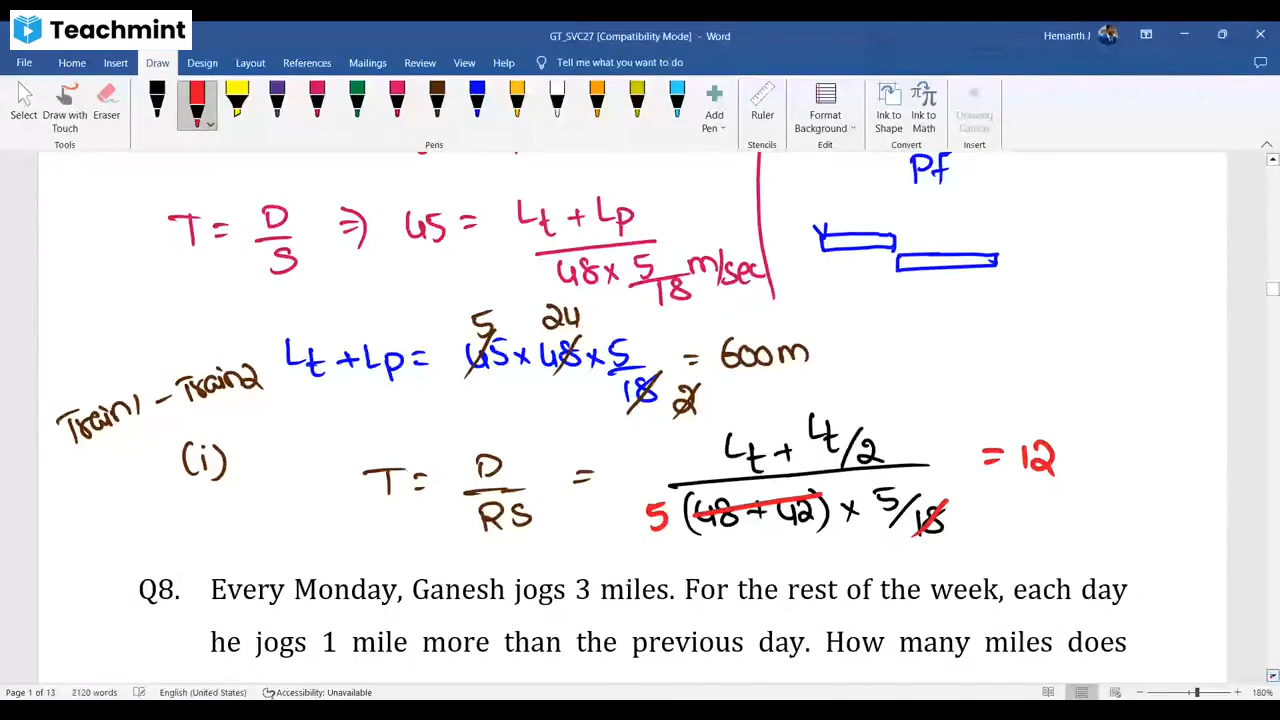 Teachmint
GT_SVC27 [Compatibility Mode] - Word
Hemanth J
File Home Insert Draw Design Layout References Mailings Review View Help Tell me what you want to do
Select Draw with Touch Eraser Add Pen Ruler Format Background Ink to Shape Ink to Math Drawing Canvas
Tools Pens Stencils Edit Convert Insert
Pf
T = D/S ⇒ 45 = Lt + Lp / 48 × 5/18 m/sec
5 24
Lt + Lp = 45 × 48 × 5/18 = 600m
2
Train1 - Train2
(i) T = D/RS = Lt + Lt/2 / 5 (48 + 42) × 5/18 = 12
Q8. Every Monday, Ganesh jogs 3 miles. For the rest of the week, each day
he jogs 1 mile more than the previous day. How many miles does
Page 1 of 13 2120 words English (United States) Accessibility: Unavailable 180%